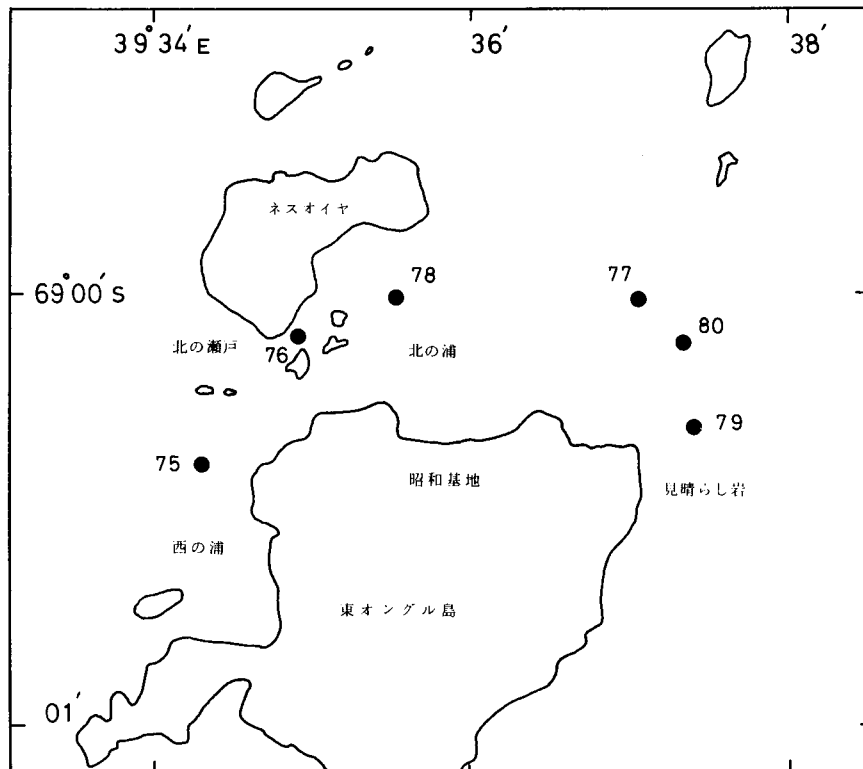 39°34′E
36′
38′
ネスオイヤ
78
77
69°00′S
80
北の瀬戸
76
北の浦
79
75
昭和基地
見晴らし岩
西の浦
東オングル島
01′